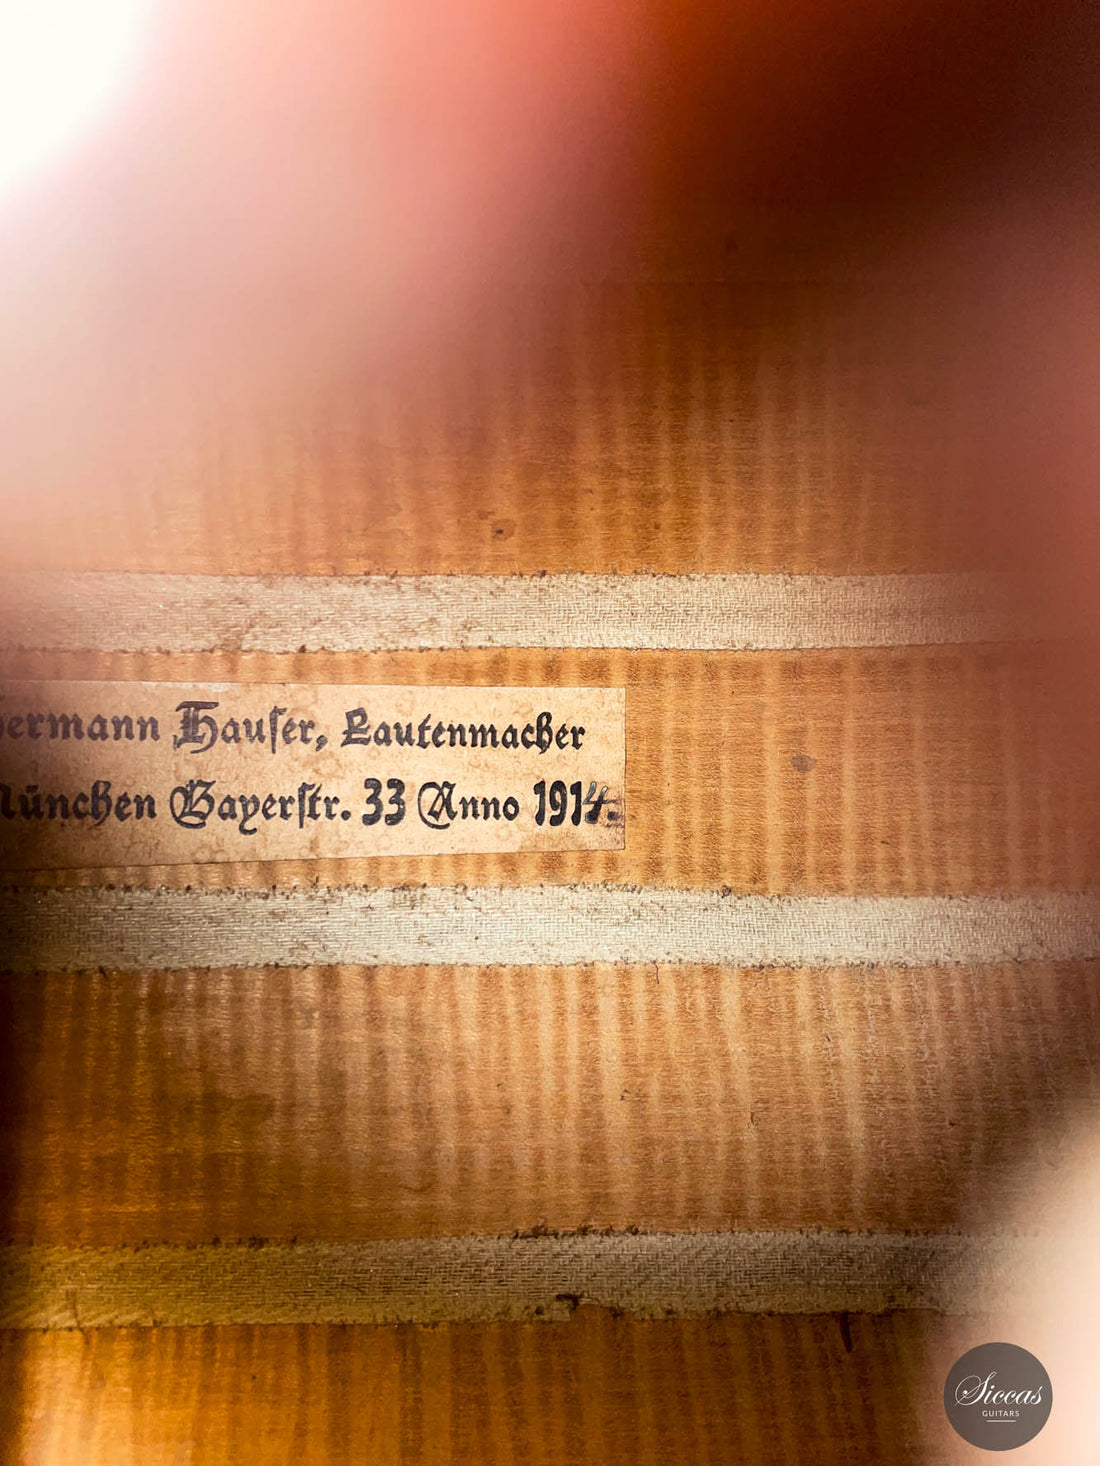 ermann Hauſer, Lautenmacher
ünchen Bayerſtr. 33 Anno 1914.
Siccas
GUITARS